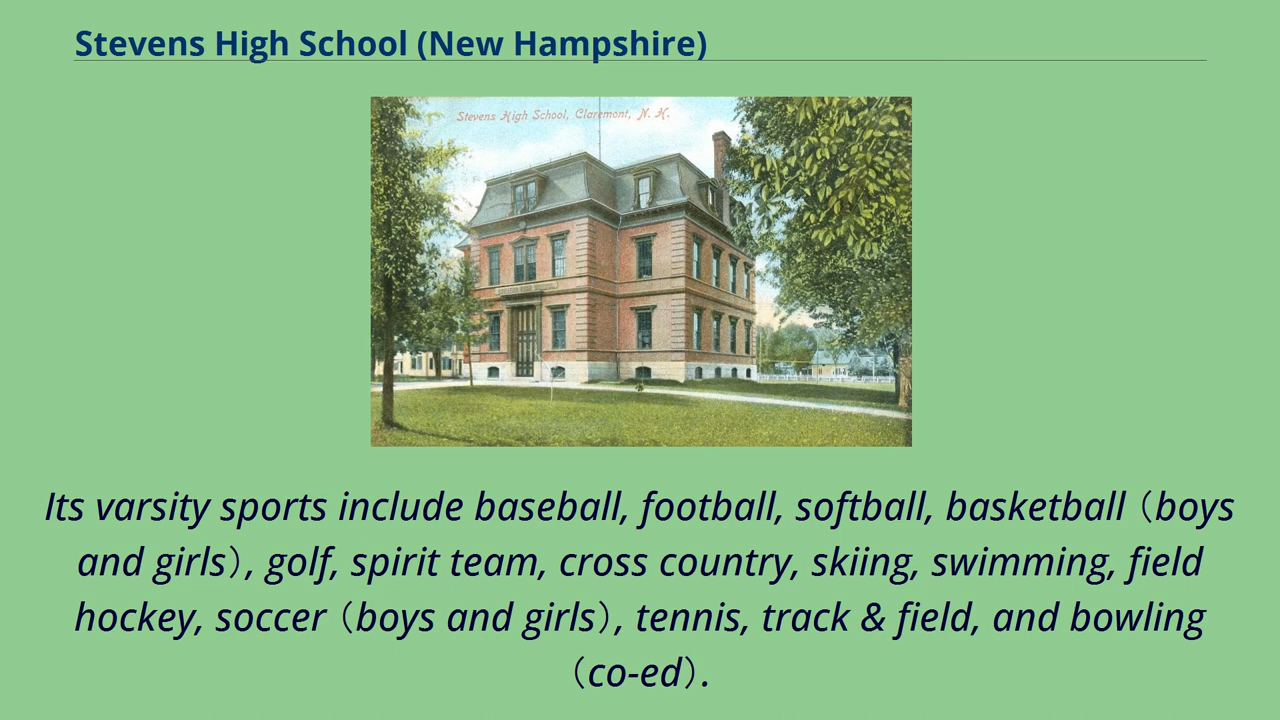 Stevens High School (New Hampshire)
Stevens High School, Claremont, N. H.
Its varsity sports include baseball, football, softball, basketball (boys
and girls), golf, spirit team, cross country, skiing, swimming, field
hockey, soccer (boys and girls), tennis, track & field, and bowling
(co-ed).